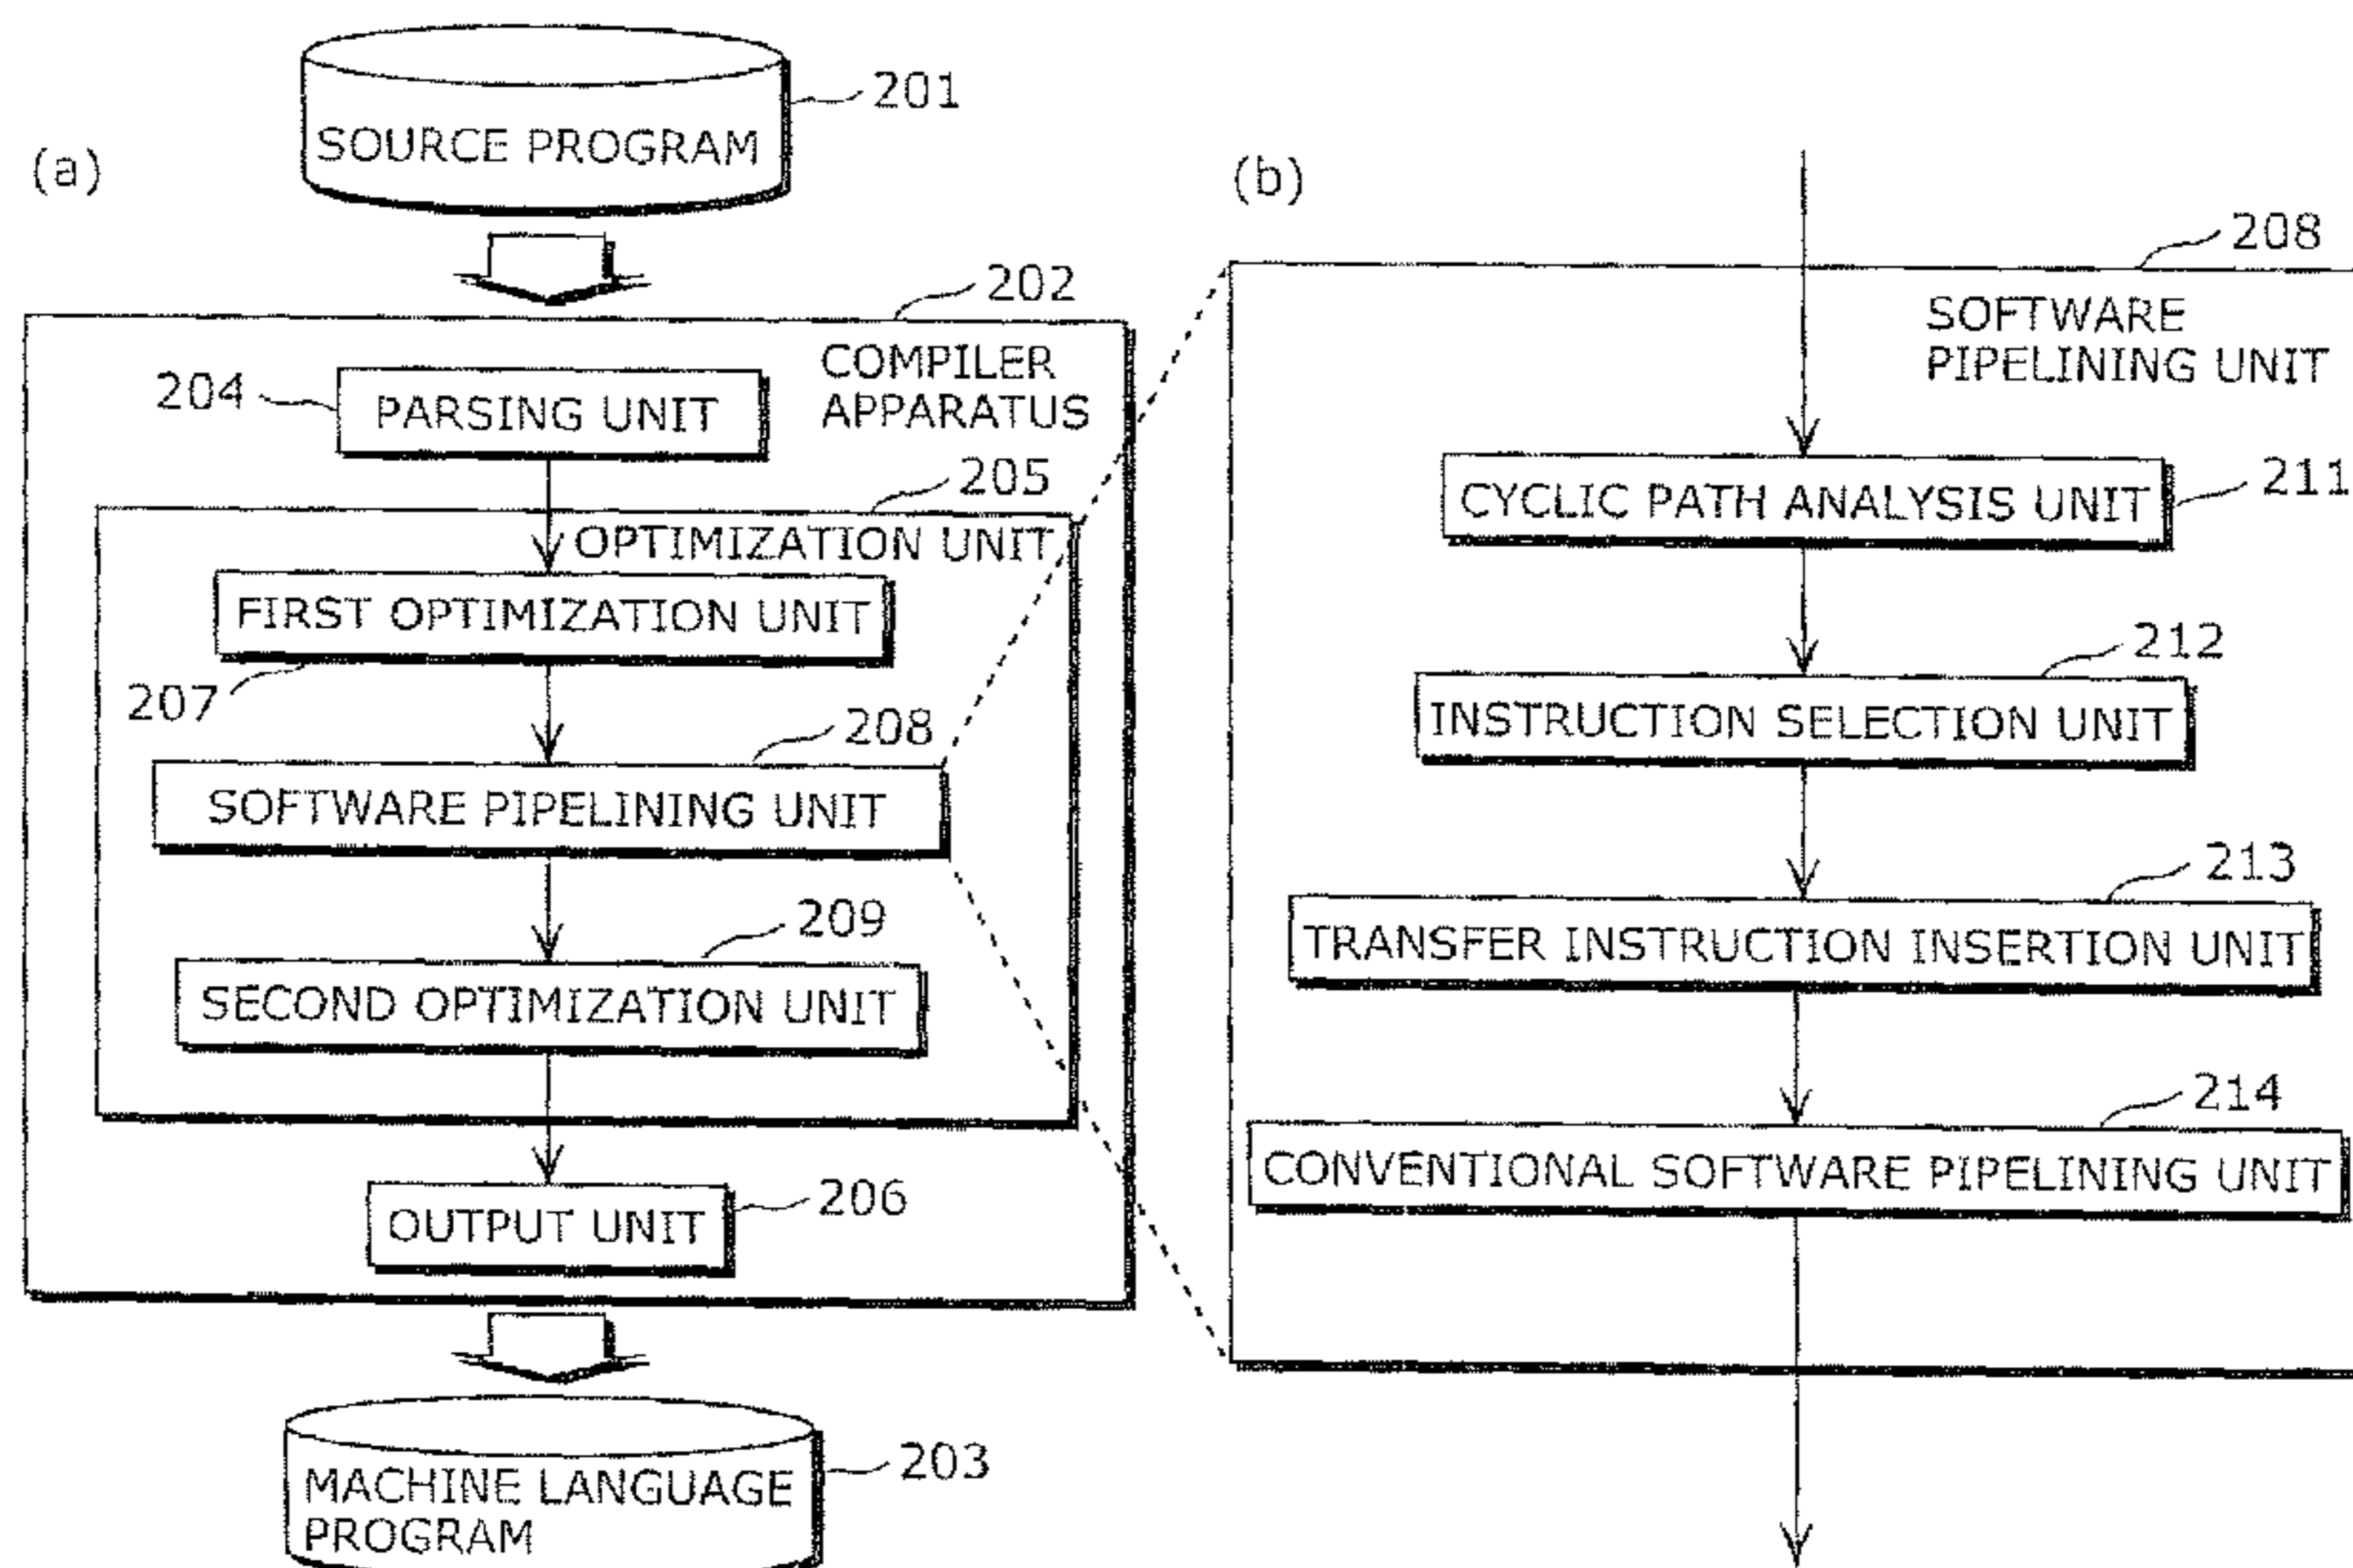 (a)
201
SOURCE PROGRAM
202
COMPILER
APPARATUS
204
PARSING UNIT
205
OPTIMIZATION UNIT
FIRST OPTIMIZATION UNIT
207
208
SOFTWARE PIPELINING UNIT
209
SECOND OPTIMIZATION UNIT
206
OUTPUT UNIT
203
MACHINE LANGUAGE
PROGRAM
(b)
208
SOFTWARE
PIPELINING UNIT
CYCLIC PATH ANALYSIS UNIT
211
212
INSTRUCTION SELECTION UNIT
213
TRANSFER INSTRUCTION INSERTION UNIT
214
CONVENTIONAL SOFTWARE PIPELINING UNIT